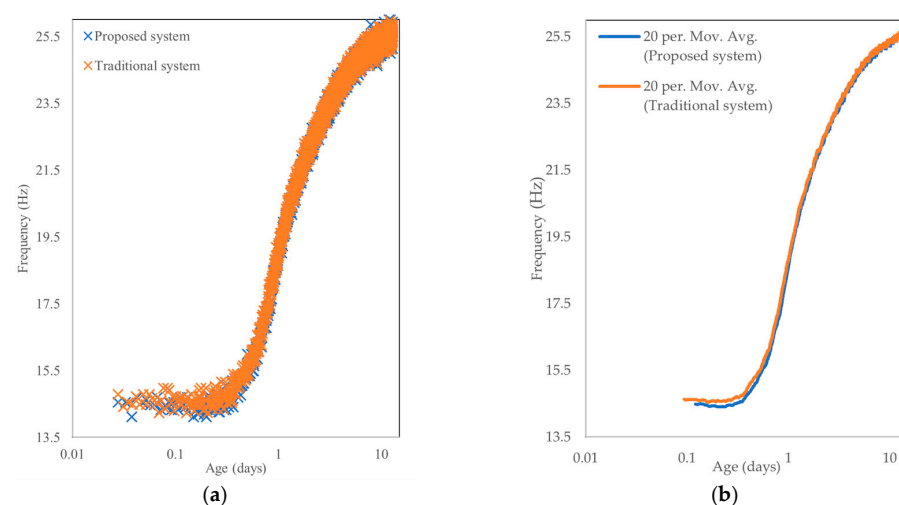 25.5
23.5
21.5
19.5
17.5
15.5
13.5
Frequency (Hz)
Proposed system
Traditional system
0.01
0.1
1
10
Age (days)
(a)
25.5
23.5
21.5
19.5
17.5
15.5
13.5
Frequency (Hz)
20 per. Mov. Avg.
(Proposed system)
20 per. Mov. Avg.
(Traditional system)
0.01
0.1
1
10
Age (days)
(b)